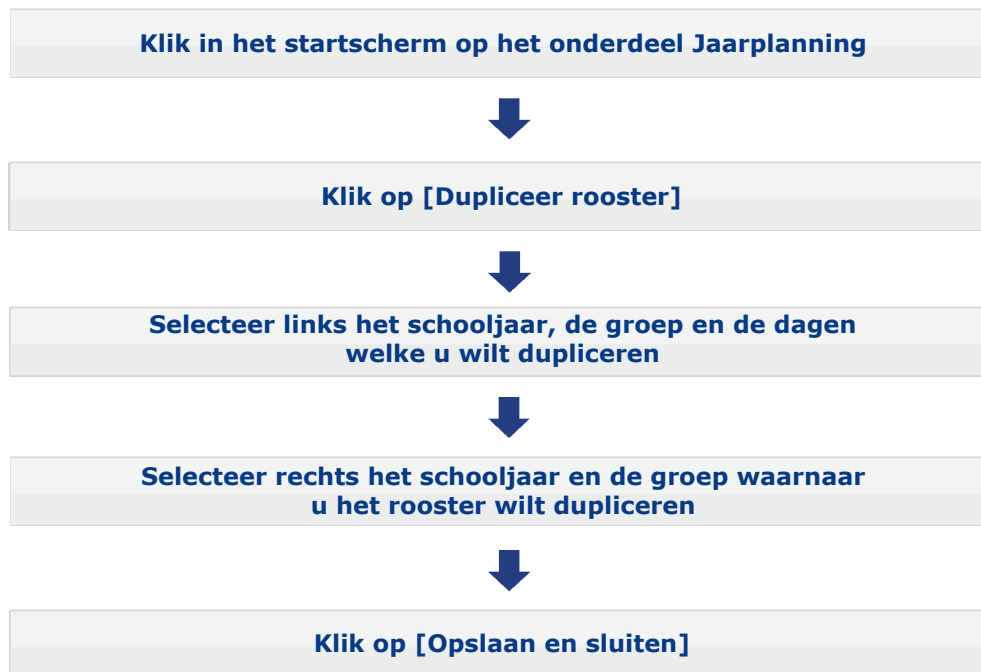 Klik in het startscherm op het onderdeel Jaarplanning
Klik op [Dupliceer rooster]
Selecteer links het schooljaar, de groep en de dagen
welke u wilt dupliceren
Selecteer rechts het schooljaar en de groep waarnaar
u het rooster wilt dupliceren
Klik op [Opslaan en sluiten]